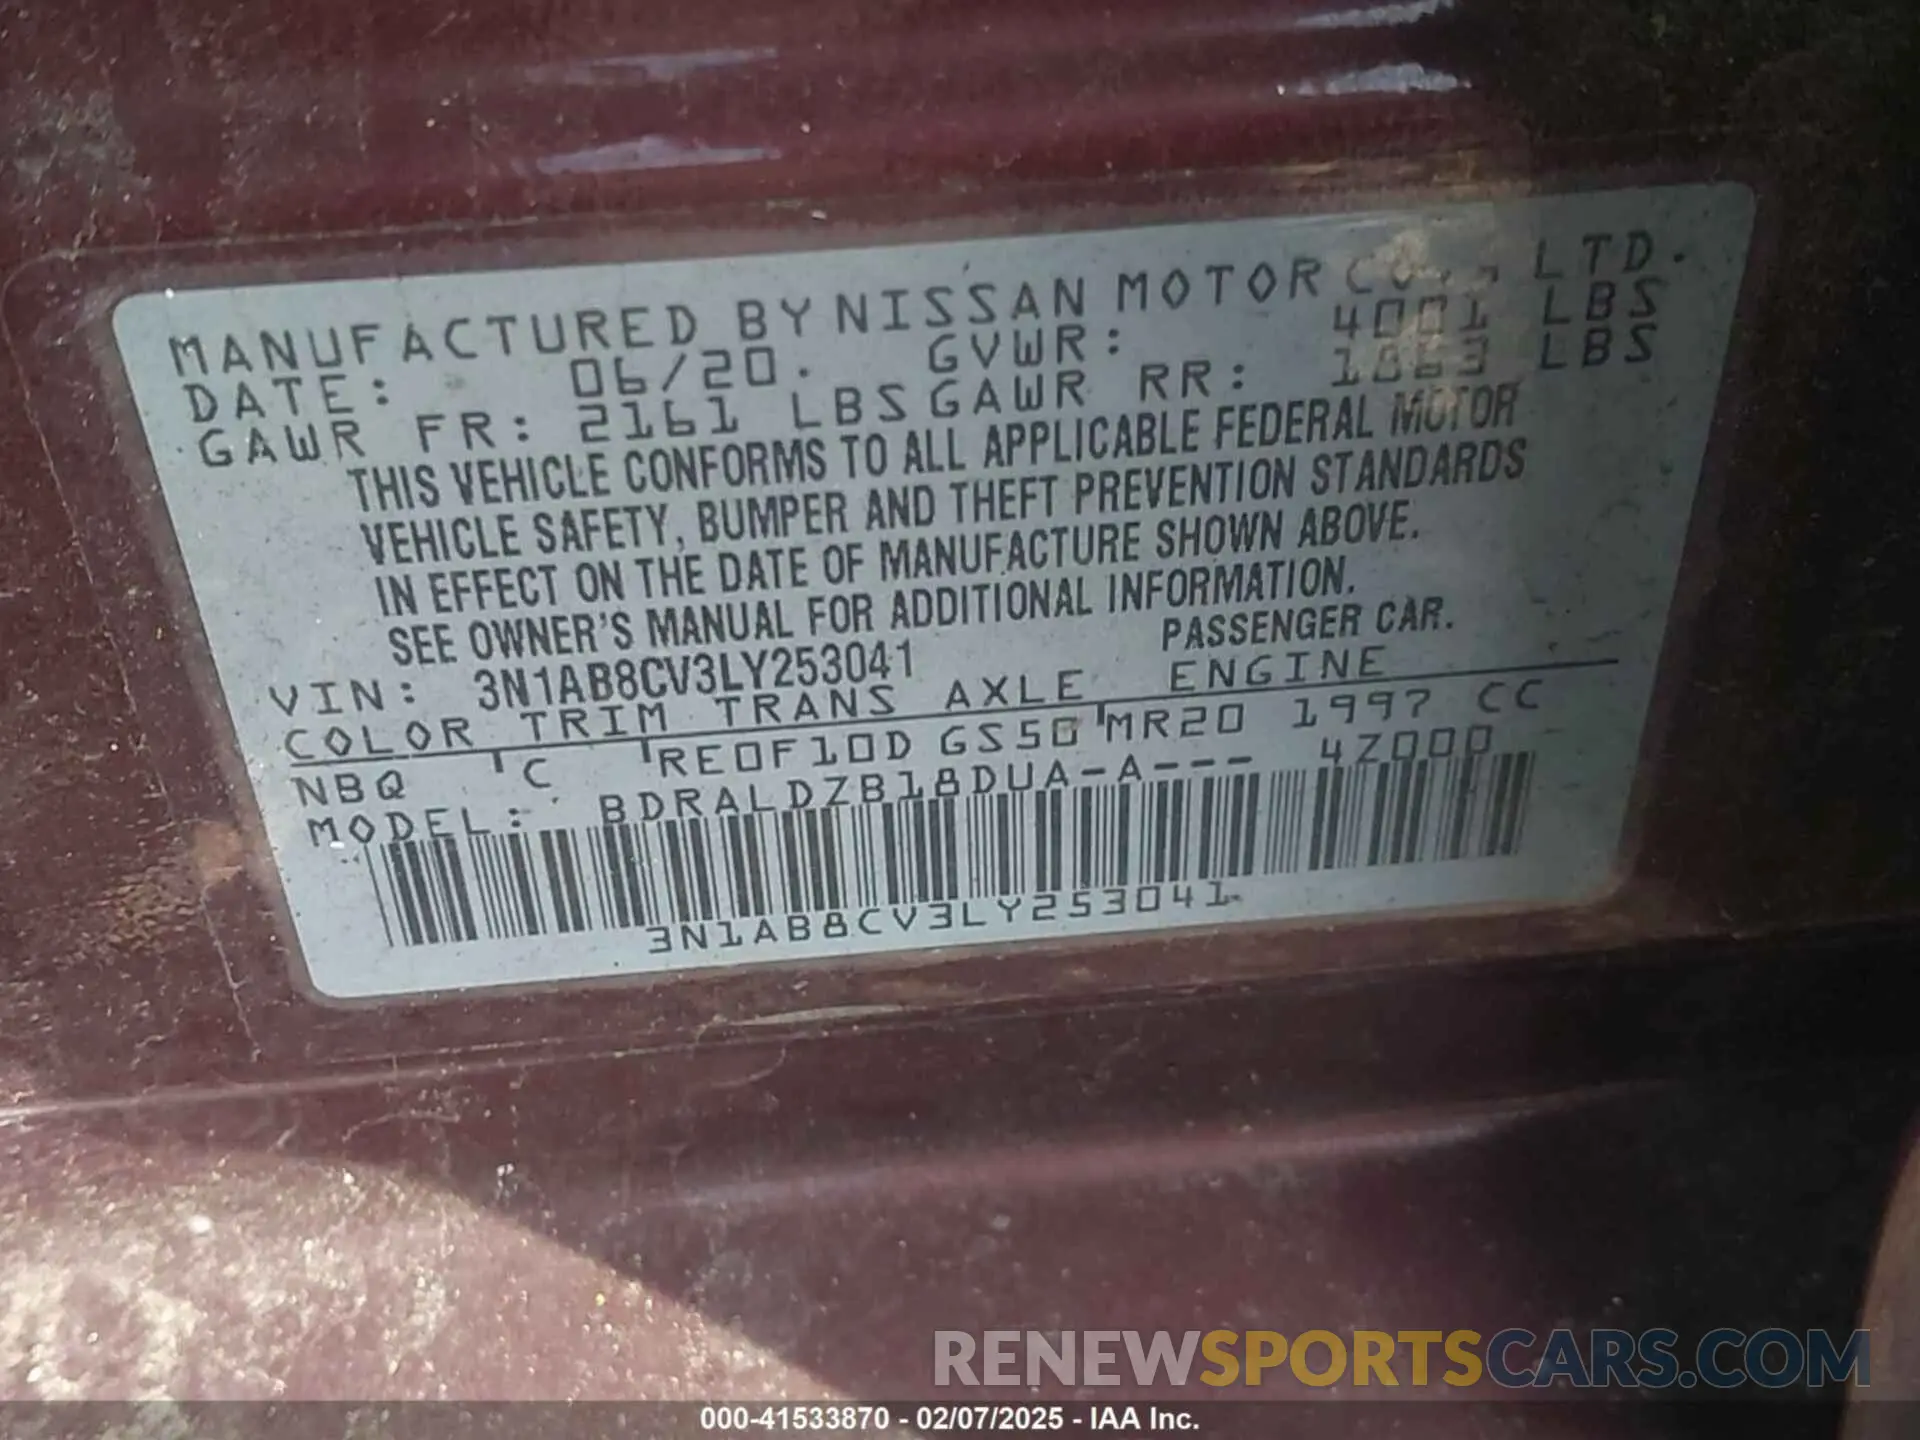 MANUFACTURED BY NISSAN MOTOR LTD.
DATE: 06/20. GVWR: 4001 LBS
GAWR FR: 2161 LBS GAWR RR: LBS
THIS VEHICLE CONFORMS TO ALL APPLICABLE FEDERAL MOTOR
VEHICLE SAFETY, BUMPER AND THEFT PREVENTION STANDARDS
IN EFFECT ON THE DATE OF MANUFACTURE SHOWN ABOVE.
SEE OWNER'S MANUAL FOR ADDITIONAL INFORMATION.
VIN: 3N1AB8CV3LY253041 PASSENGER CAR.
COLOR TRIM TRANS AXLE ENGINE
NBQ C RE0F10D GS50 MR20 1997 CC
MODEL: BDRALDZB18DUA-A--- 4Z000
3N1AB8CV3LY253041
RENEWSPORTSCARS.COM
000-41533870 - 02/07/2025 - IAA Inc.